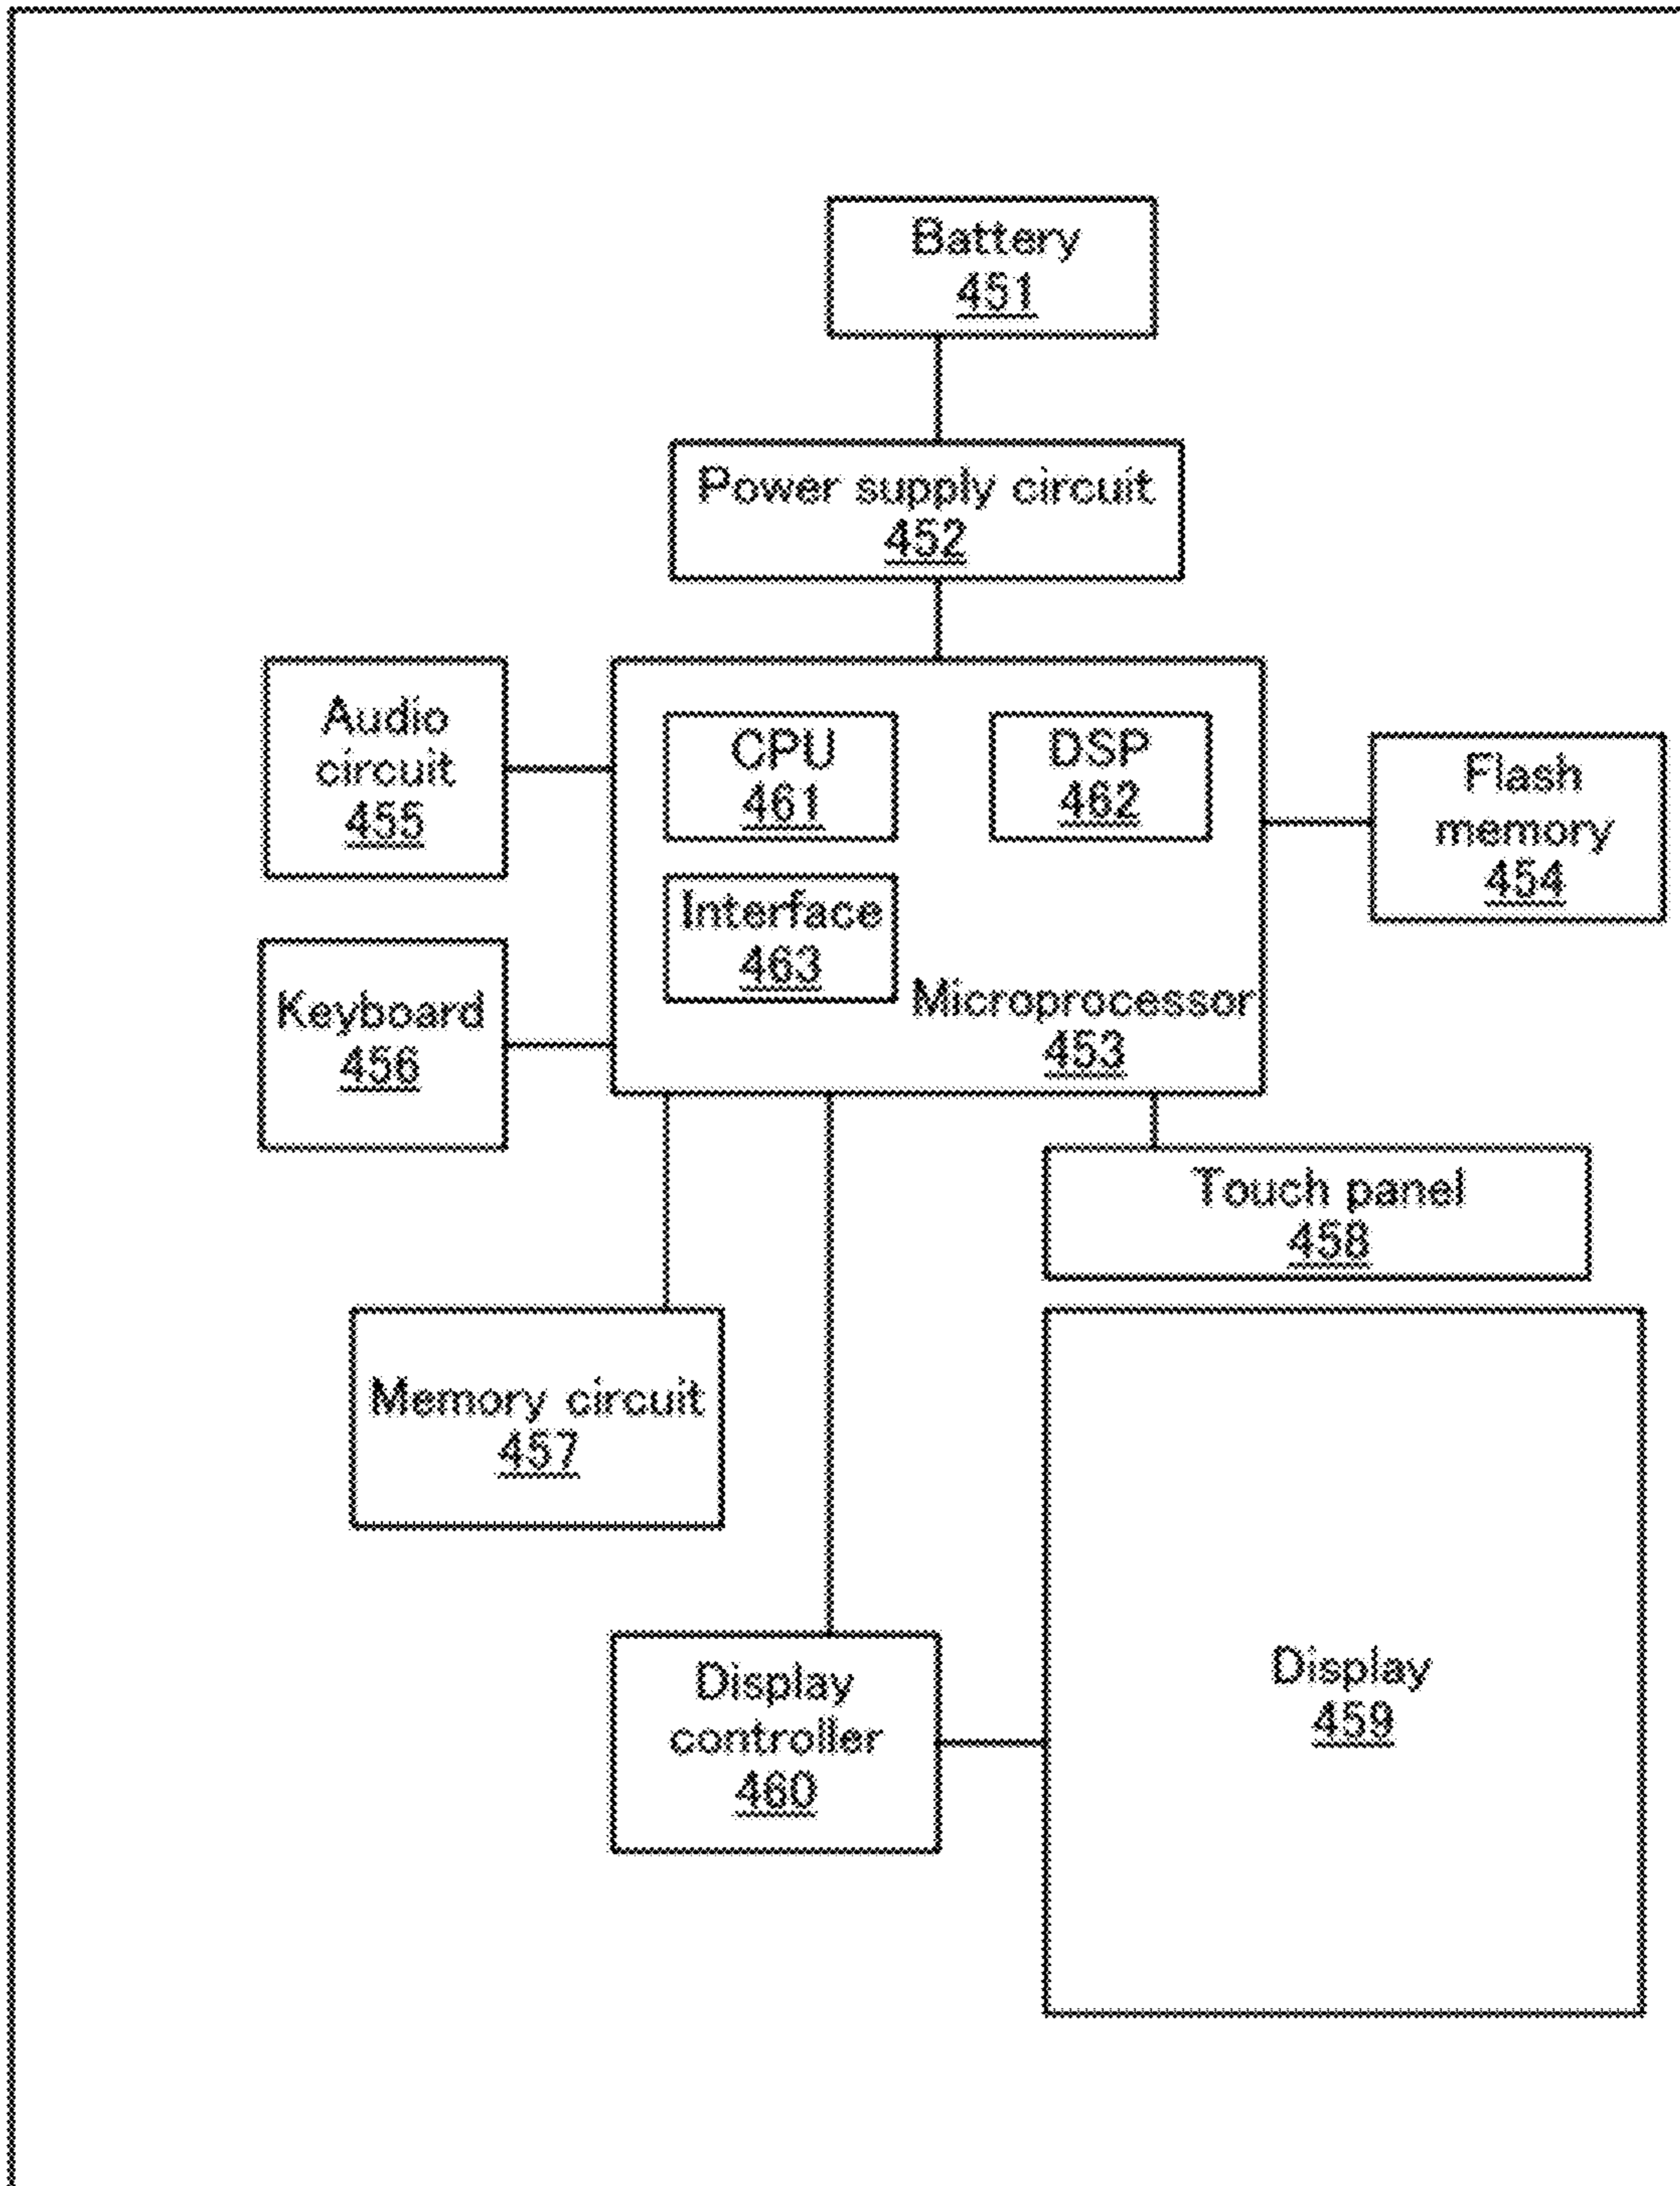 Battery
451
Power supply circuit
452
Audio
circuit
455
CPU
461
DSP
462
Flash
memory
454
Interface
463
Microprocessor
453
Keyboard
456
Touch panel
458
Memory circuit
457
Display
controller
460
Display
459